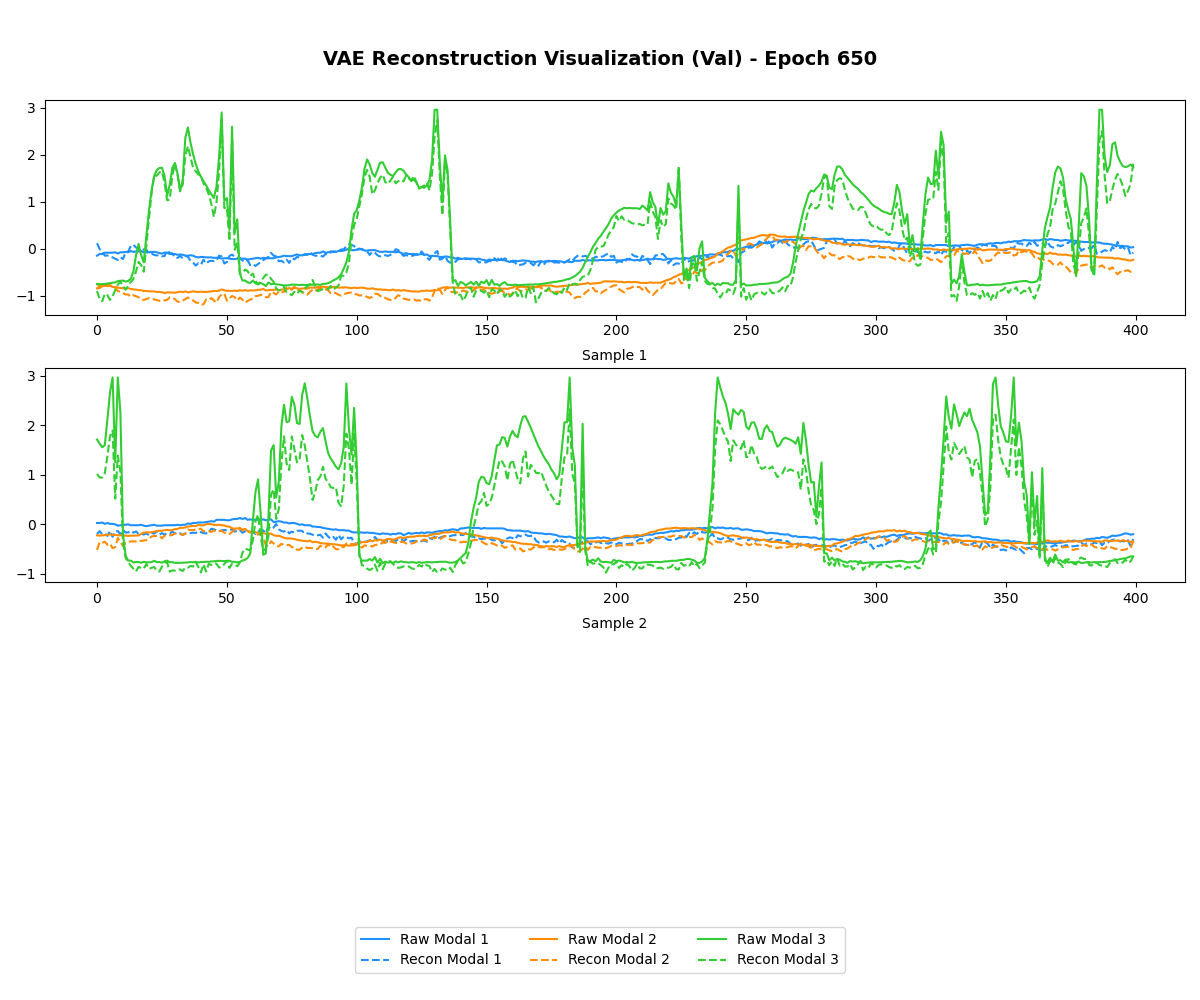 VAE Reconstruction Visualization (Val) - Epoch 650
3
2
1
0
−1
0 50 100 150 200 250 300 350 400
Sample 1
3
2
1
0
−1
0 50 100 150 200 250 300 350 400
Sample 2
Raw Modal 1 Raw Modal 2 Raw Modal 3
Recon Modal 1 Recon Modal 2 Recon Modal 3